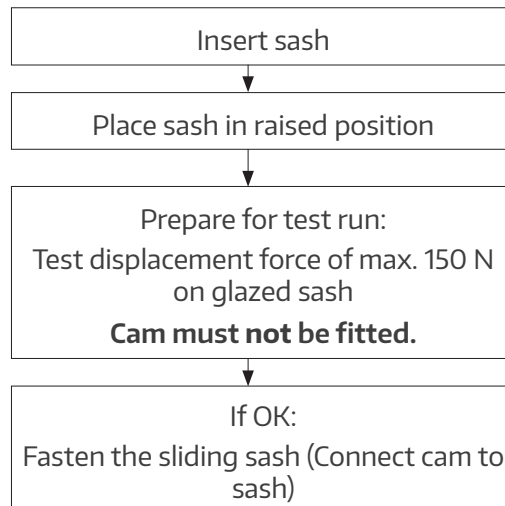 Insert sash
Place sash in raised position
Prepare for test run:
Test displacement force of max. 150 N
on glazed sash
Cam must not be fitted.
If OK:
Fasten the sliding sash (Connect cam to
sash)